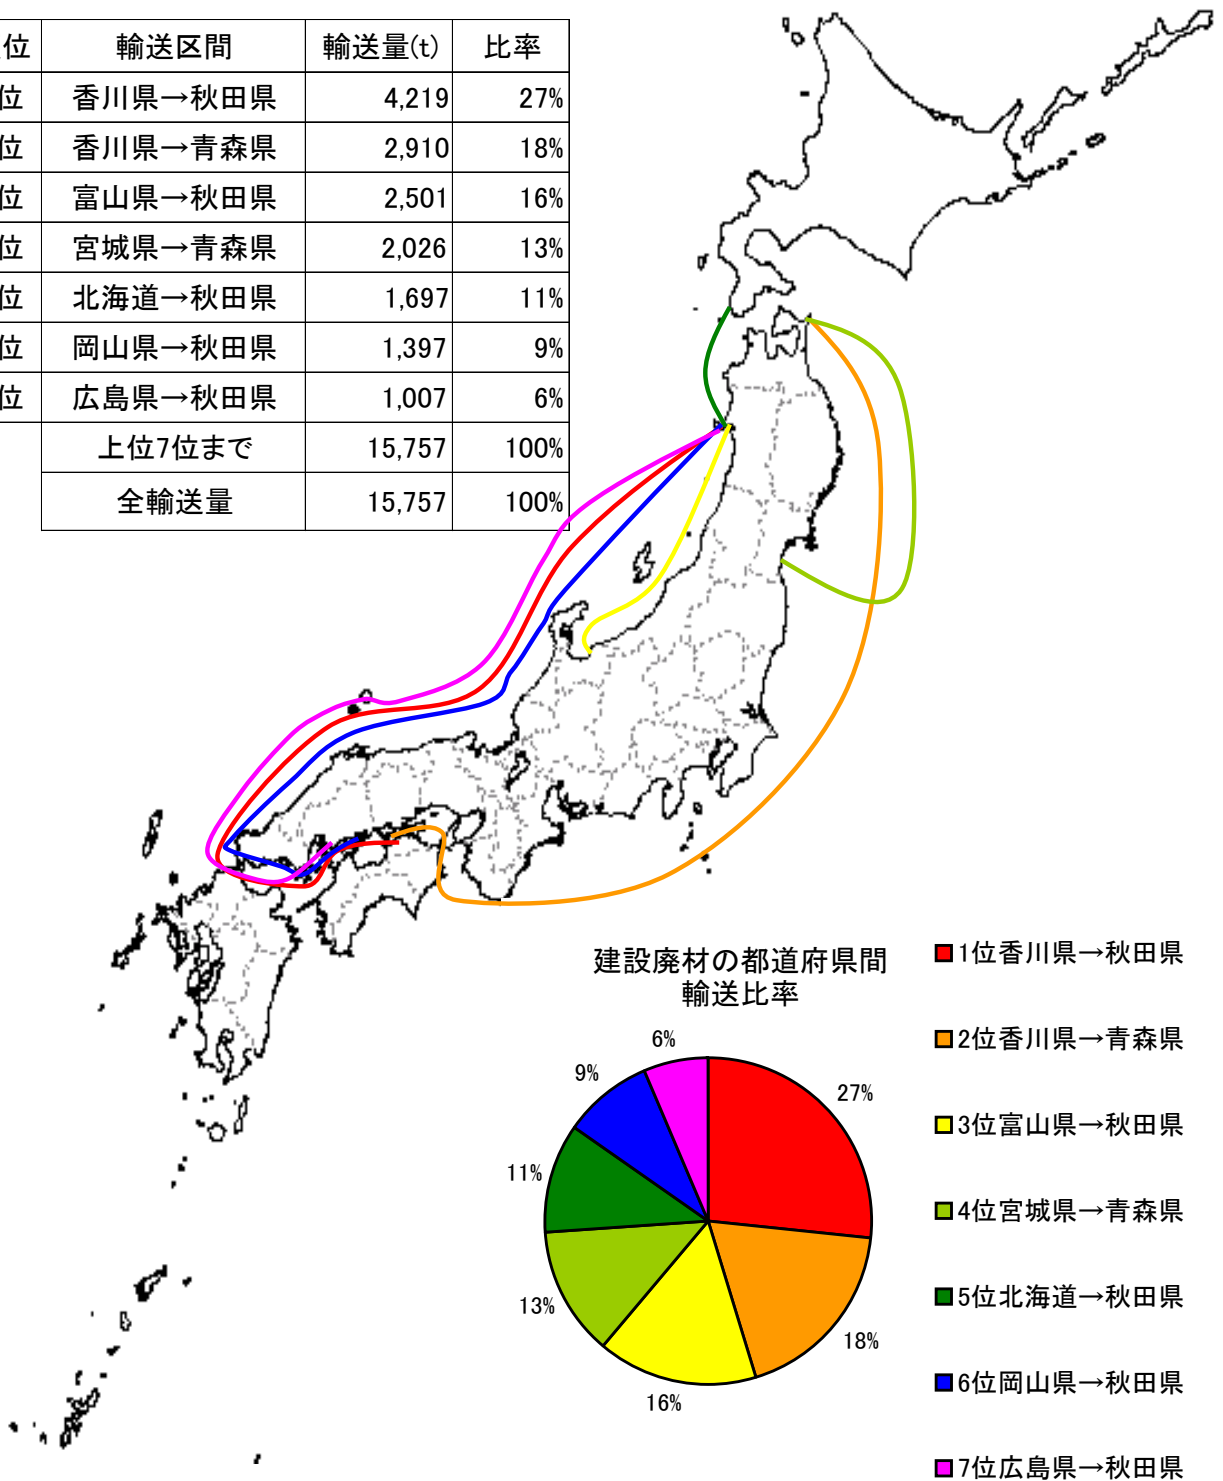 位 輸送区間 輸送量(t) 比率
位 香川県→秋田県 4,219 27%
位 香川県→青森県 2,910 18%
位 富山県→秋田県 2,501 16%
位 宮城県→青森県 2,026 13%
位 北海道→秋田県 1,697 11%
位 岡山県→秋田県 1,397 9%
位 広島県→秋田県 1,007 6%
上位7位まで 15,757 100%
全輸送量 15,757 100%
建設廃材の都道府県間
輸送比率
6%
9%
27%
11%
13%
18%
16%
1位香川県→秋田県
2位香川県→青森県
3位富山県→秋田県
4位宮城県→青森県
5位北海道→秋田県
6位岡山県→秋田県
7位広島県→秋田県